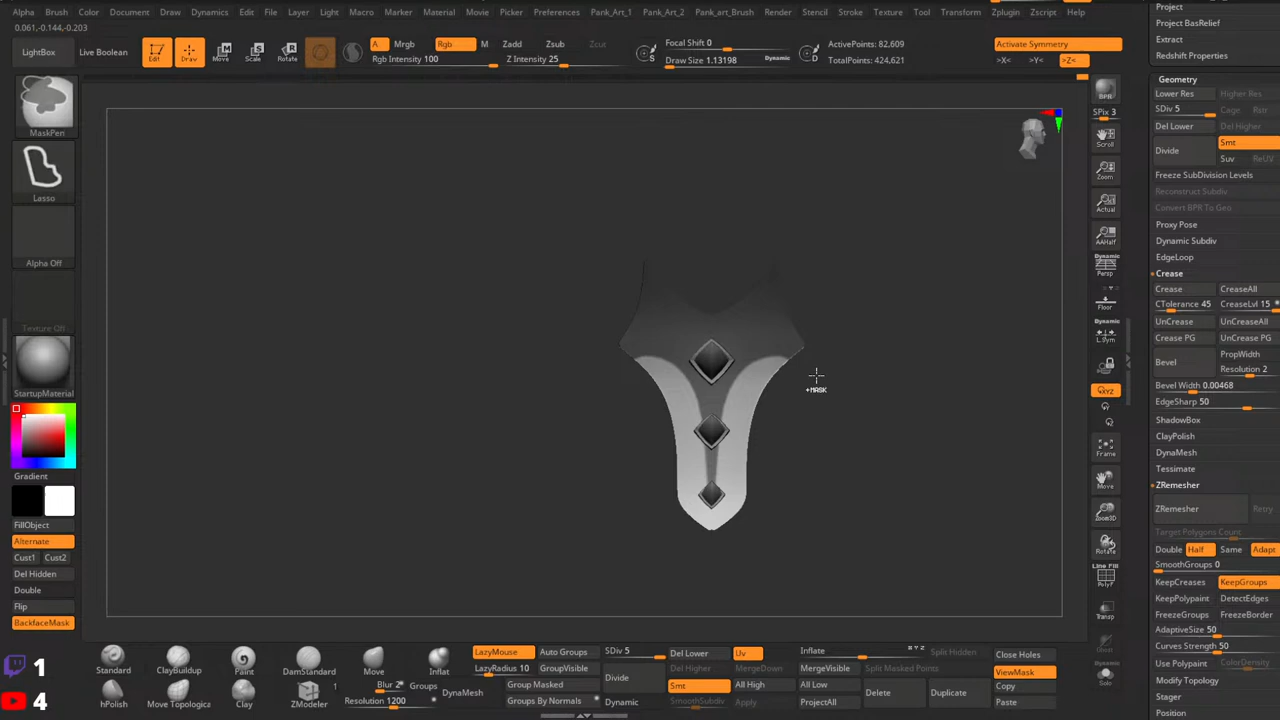 Alpha Brush Color Document Draw Dynamics Edit File Layer Light Macro Marker Material Movie Picker Preferences Pank_Art_1 Pank_Art_2 Pank_art_Brush Render Stencil Stroke Texture Tool Transform Zplugin Zscript Help
0.061,-0.144,-0.203
LightBox Live Boolean Edit Draw Move Scale Rotate A Mrgb Rgb M Zadd Zsub Zcut
Rgb Intensity 100 Z Intensity 25
Focal Shift 0
Draw Size 1.13198 Dynamic
ActivePoints: 82,609
TotalPoints: 424,621
Activate Symmetry
>X< >Y< >Z<
MaskPen
Lasso
Alpha Off
Texture Off
StartupMaterial
Gradient
FillObject
Alternate
Cust1 Cust2
Del Hidden
Double
Flip
BackfaceMask
1
4
+MASK
BPR
SPix 3
Scroll
Zoom
Actual
AAHalf
Dynamic
Persp
Floor
Dynamic
L.Sym
XYZ
Frame
Move
Zoom3D
Rotate
Line Fill
PolyF
Transp
Ghost
Dynamic
Solo
Project
Project BasRelief
Extract
Redshift Properties
Geometry
Lower Res Higher Res
SDiv 5 Cage Rstr
Del Lower Del Higher
Divide Smt
Suv ReUV
Freeze SubDivision Levels
Reconstruct Subdiv
Convert BPR To Geo
Proxy Pose
Dynamic Subdiv
EdgeLoop
Crease
Crease CreaseAll
CTolerance 45 CreaseLvl 15
UnCrease UnCreaseAll
Crease PG UnCrease PG
Bevel PropWidth
Resolution 2
Bevel Width 0.00468
EdgeSharp 50
ShadowBox
ClayPolish
DynaMesh
Tessimate
ZRemesher
ZRemesher Retry
Target Polygons Count
Double Half Same Adapt
SmoothGroups 0
KeepCreases KeepGroups
KeepPolypaint DetectEdges
FreezeGroups FreezeBorder
AdaptiveSize 50
Curves Strength 50
Use Polypaint ColorDensity
Modify Topology
Stager
Position
Standard ClayBuildup Paint DamStandard Move Inflat
hPolish Move Topologica Clay ZModeler
Blur 2 Groups
DynaMesh
Resolution 1200
LazyMouse Auto Groups SDiv 5 Del Lower Uv Inflate X Y Z Split Hidden Close Holes
LazyRadius 10 GroupVisible Divide Del Higher MergeDown MergeVisible Split Masked Points ViewMask
Group Masked Smt All High All Low Delete Duplicate Copy
Groups By Normals Dynamic SmoothSubdiv Apply ProjectAll Paste